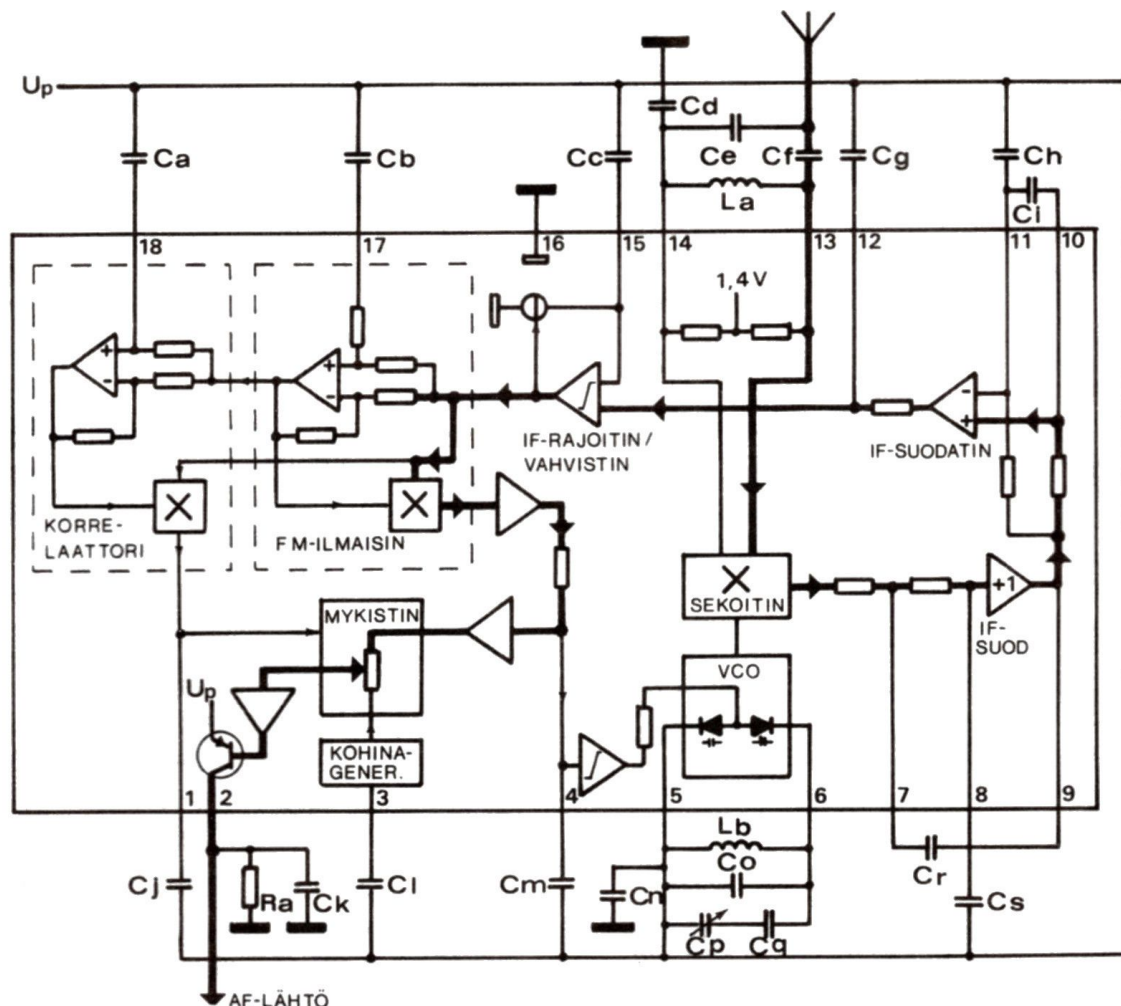 Up
Ca
Cb
Cc
Cd
Ce
Cf
La
Cg
Ch
Ci
18
17
16
15
14
13
12
11
10
1,4V
IF-RAJOITIN/
VAHVISTIN
IF-SUODATIN
KORRE-
LAATTORI
FM-ILMAISIN
SEKOITIN
+1
IF-
SUOD
MYKISTIN
VCO
Up
KOHINA-
GENER.
1
2
3
4
5
6
7
8
9
Cj
Ra
Ck
Cl
Cm
Cn
Lb
Co
Cp
Cq
Cr
Cs
AF-LÄHTÖ